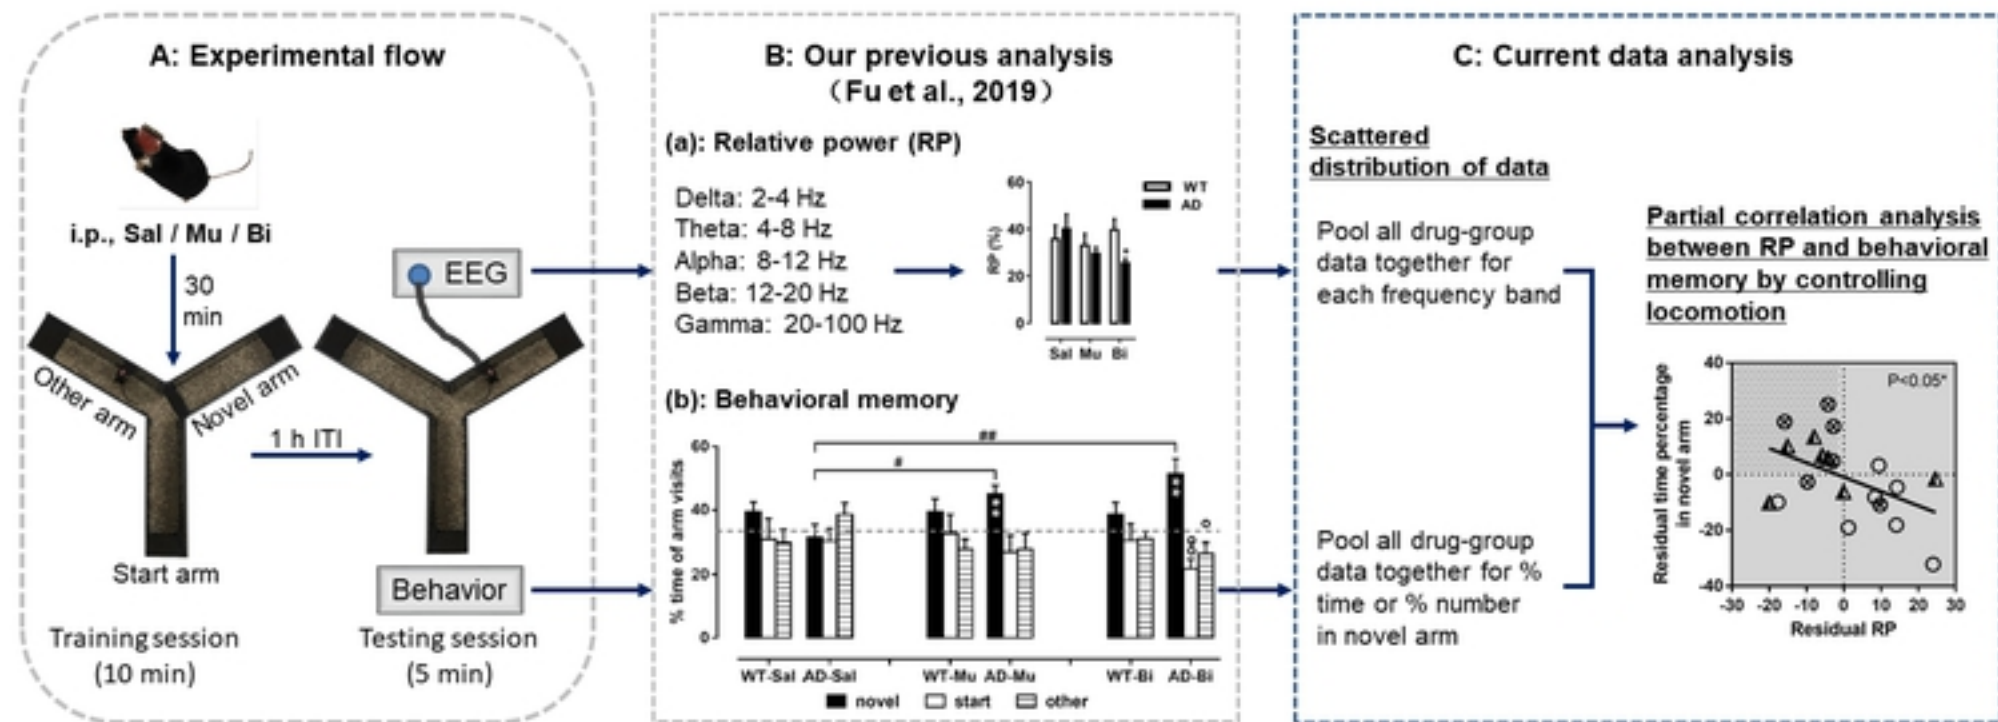 A: Experimental flow
i.p., Sal / Mu / Bi
30
min
Other arm
Novel arm
Start arm
1 h ITI
EEG
Behavior
Training session
(10 min)
Testing session
(5 min)
B: Our previous analysis
（Fu et al., 2019）
(a): Relative power (RP)
Delta: 2-4 Hz
Theta: 4-8 Hz
Alpha: 8-12 Hz
Beta: 12-20 Hz
Gamma: 20-100 Hz
RP (%)
60
40
20
0
WT
AD
*
Sal Mu Bi
(b): Behavioral memory
% time of arm visits
60
40
20
0
##
#
WT-Sal AD-Sal WT-Mu AD-Mu WT-Bi AD-Bi
novel start other
C: Current data analysis
Scattered
distribution of data
Pool all drug-group
data together for
each frequency band
Pool all drug-group
data together for %
time or % number
in novel arm
Partial correlation analysis
between RP and behavioral
memory by controlling
locomotion
Residual time percentage
in novel arm
40
20
0
-20
-40
P<0.05*
-30 -20 -10 0 10 20 30
Residual RP